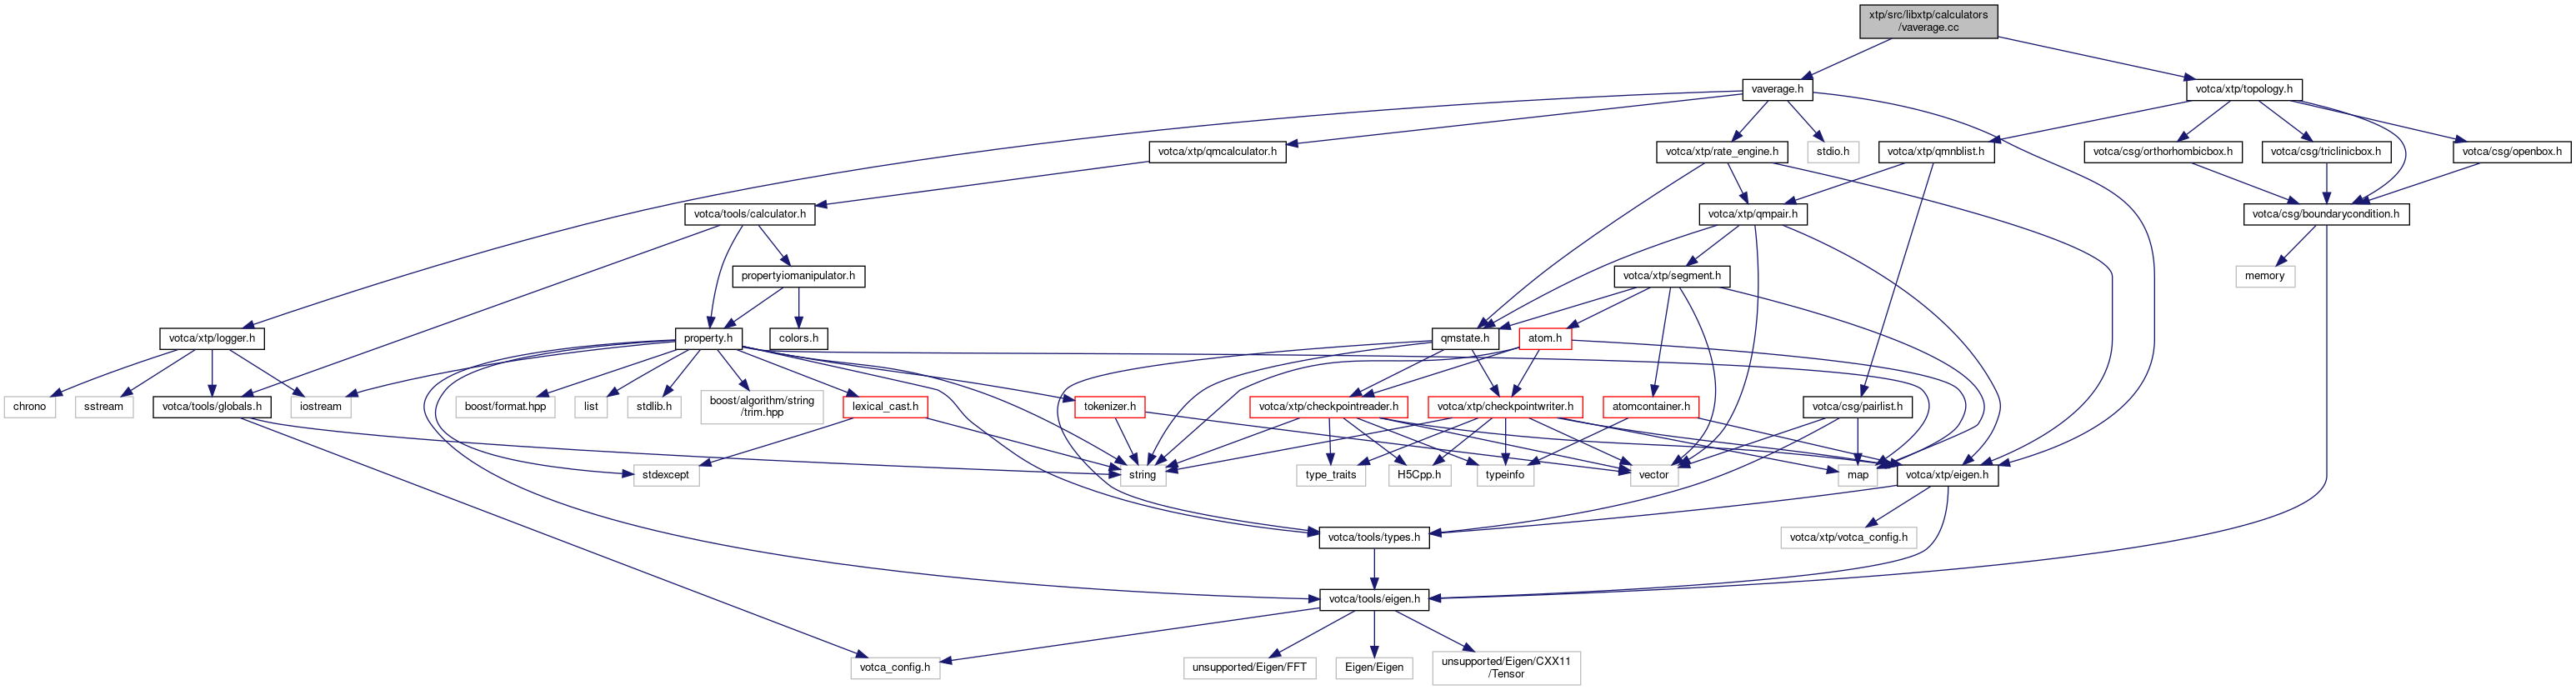 xtp/src/libxtp/calculators
/vaverage.cc
vaverage.h
votca/xtp/topology.h
votca/xtp/qmcalculator.h
votca/xtp/rate_engine.h
stdio.h
votca/xtp/qmnblist.h
votca/csg/orthorhombicbox.h
votca/csg/triclinicbox.h
votca/csg/openbox.h
votca/tools/calculator.h
votca/xtp/qmpair.h
votca/csg/boundarycondition.h
propertyiomanipulator.h
votca/xtp/segment.h
memory
votca/xtp/logger.h
property.h
colors.h
qmstate.h
atom.h
chrono
sstream
votca/tools/globals.h
iostream
boost/format.hpp
list
stdlib.h
boost/algorithm/string
/trim.hpp
lexical_cast.h
tokenizer.h
votca/xtp/checkpointreader.h
votca/xtp/checkpointwriter.h
atomcontainer.h
votca/csg/pairlist.h
stdexcept
string
type_traits
H5Cpp.h
typeinfo
vector
map
votca/xtp/eigen.h
votca/tools/types.h
votca/xtp/votca_config.h
votca/tools/eigen.h
votca_config.h
unsupported/Eigen/FFT
Eigen/Eigen
unsupported/Eigen/CXX11
/Tensor